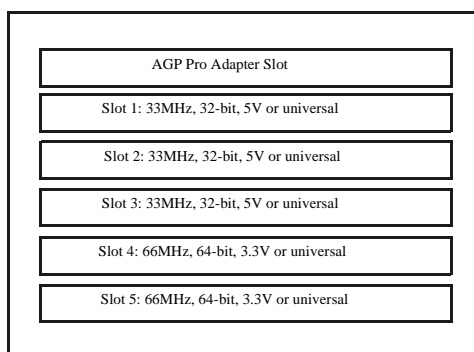 AGP Pro Adapter Slot
Slot 1: 33MHz, 32-bit, 5V or universal
Slot 2: 33MHz, 32-bit, 5V or universal
Slot 3: 33MHz, 32-bit, 5V or universal
Slot 4: 66MHz, 64-bit, 3.3V or universal
Slot 5: 66MHz, 64-bit, 3.3V or universal